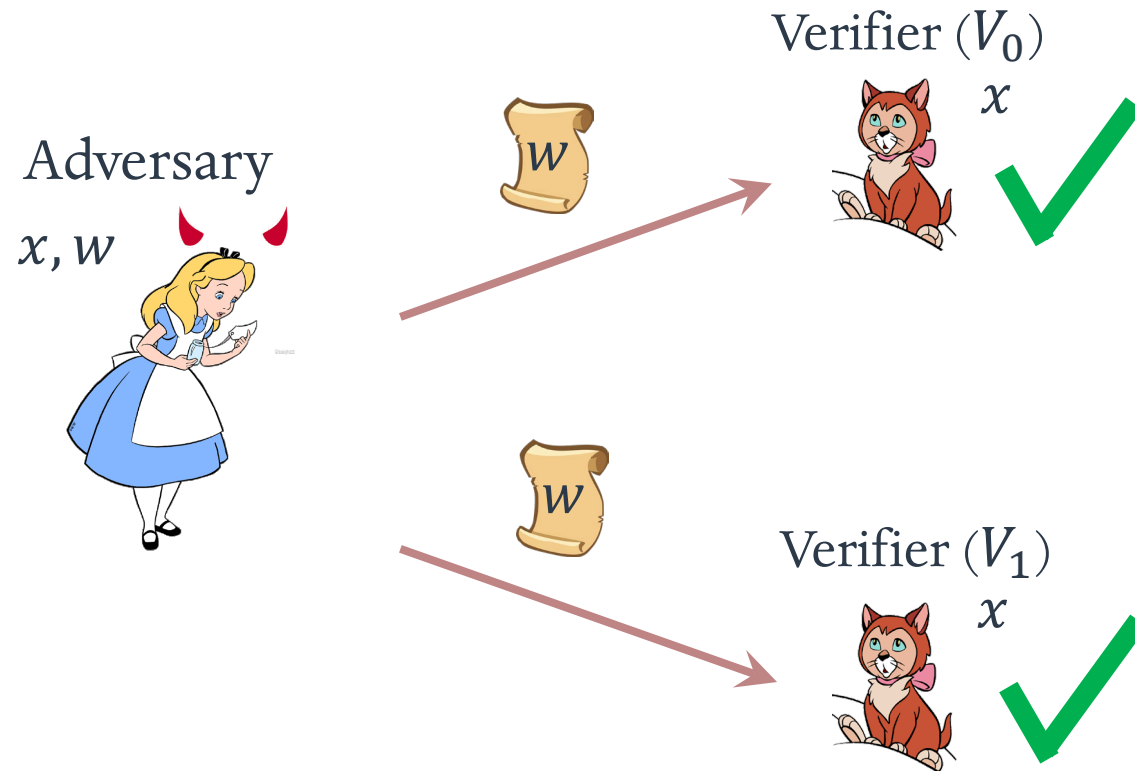 Verifier (V₀)
x
w
Adversary
x, w
w
Verifier (V₁)
x